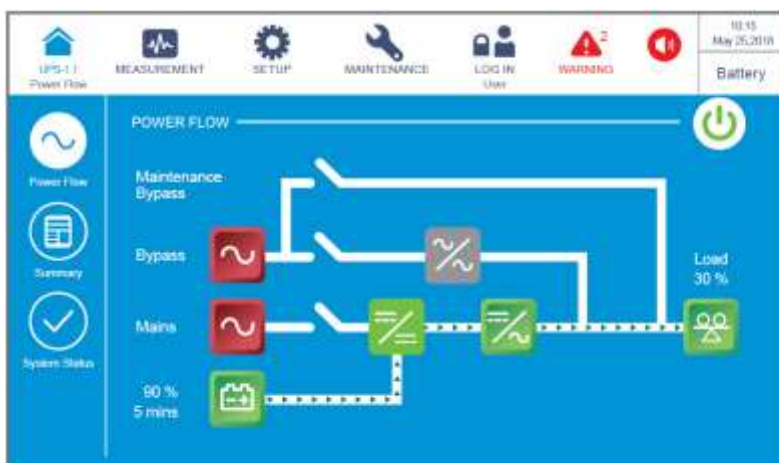 10:15
May 25,2018
UPS-1.1
Power Flow
MEASUREMENT
SETUP
MAINTENANCE
LOG IN
User
WARNING
2
Battery
POWER FLOW
Power Flow
Maintenance
Bypass
Bypass
Summary
Load
30 %
Mains
System Status
90 %
5 mins